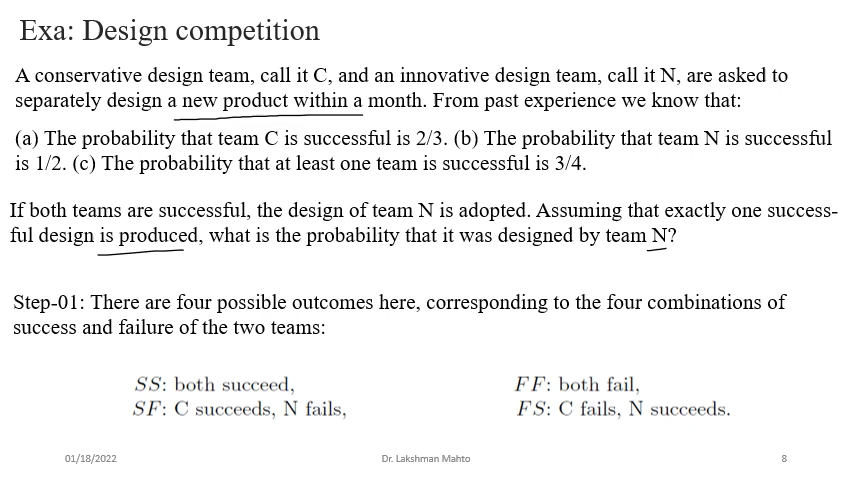 Exa: Design competition
A conservative design team, call it C, and an innovative design team, call it N, are asked to
separately design a new product within a month. From past experience we know that:
(a) The probability that team C is successful is 2/3. (b) The probability that team N is successful
is 1/2. (c) The probability that at least one team is successful is 3/4.
If both teams are successful, the design of team N is adopted. Assuming that exactly one success-
ful design is produced, what is the probability that it was designed by team N?
Step-01: There are four possible outcomes here, corresponding to the four combinations of
success and failure of the two teams:
SS: both succeed, FF: both fail,
SF: C succeeds, N fails, FS: C fails, N succeeds.
01/18/2022 Dr. Lakshman Mahto 8